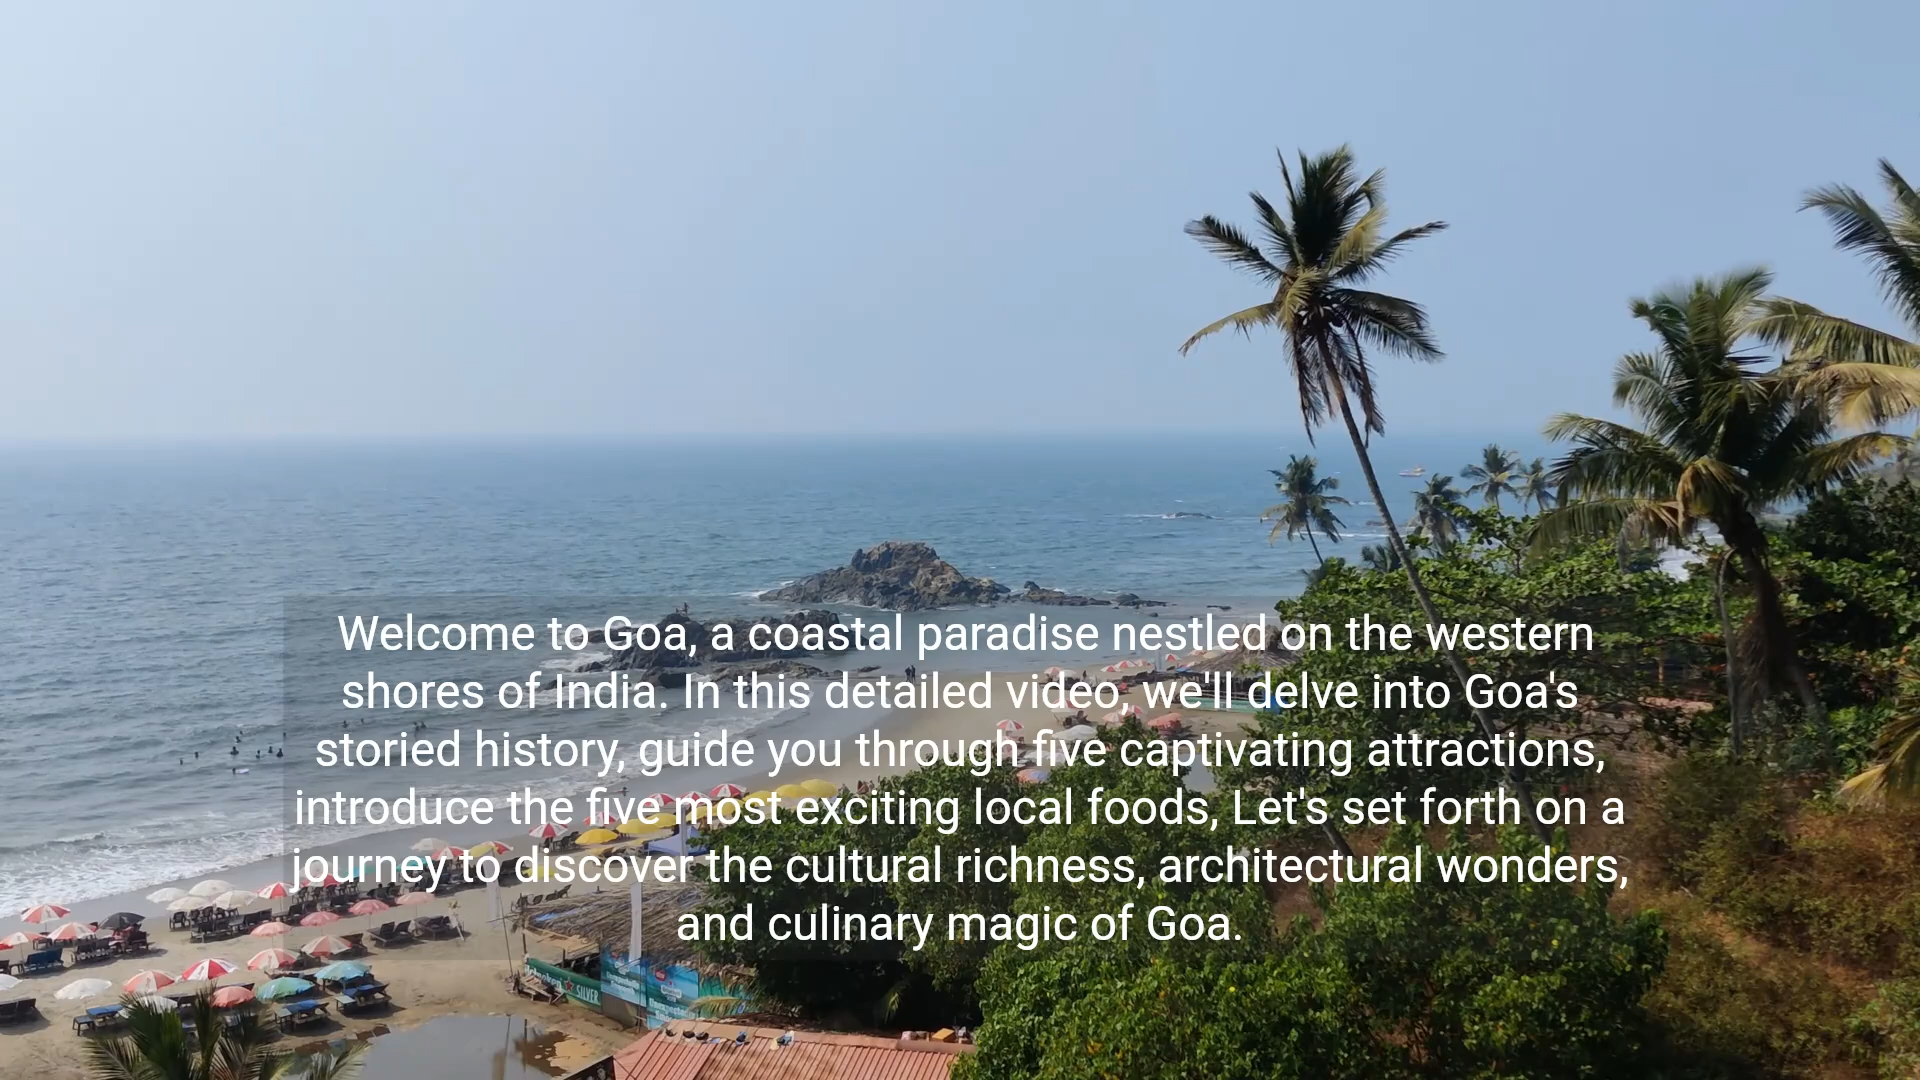 Welcome to Goa, a coastal paradise nestled on the western
shores of India. In this detailed video, we'll delve into Goa's
storied history, guide you through five captivating attractions,
introduce the five most exciting local foods, Let's set forth on a
journey to discover the cultural richness, architectural wonders,
and culinary magic of Goa.
Heineken SILVER